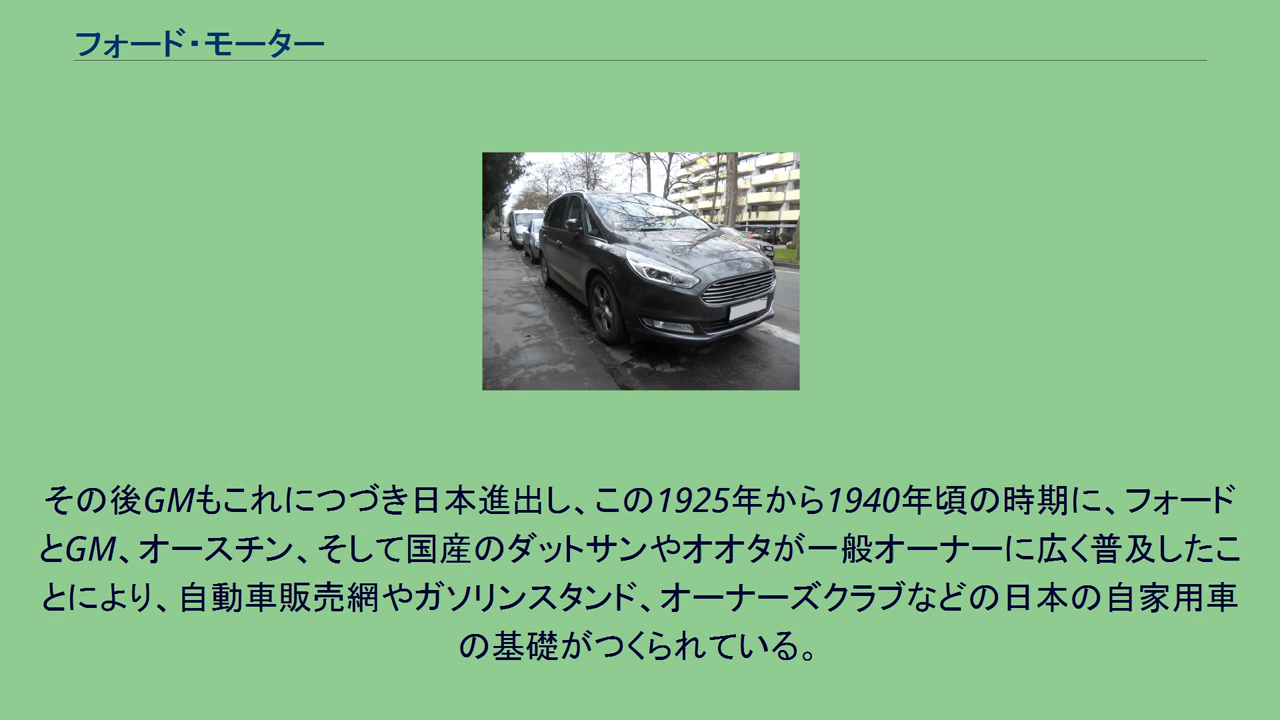 フォード・モーター
その後GMもこれにつづき日本進出し、この1925年から1940年頃の時期に、フォード
とGM、オースチン、そして国産のダットサンやオオタが一般オーナーに広く普及したこ
とにより、自動車販売網やガソリンスタンド、オーナーズクラブなどの日本の自家用車
の基礎がつくられている。